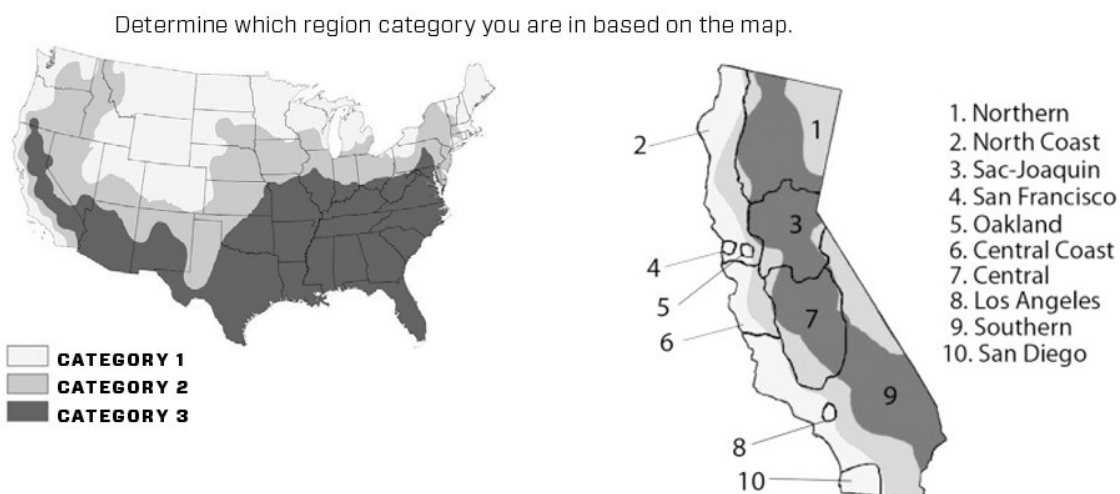 Determine which region category you are in based on the map.
CATEGORY 1
CATEGORY 2
CATEGORY 3
1
2
3
4
5
6
7
8
9
10
1. Northern
2. North Coast
3. Sac-Joaquin
4. San Francisco
5. Oakland
6. Central Coast
7. Central
8. Los Angeles
9. Southern
10. San Diego